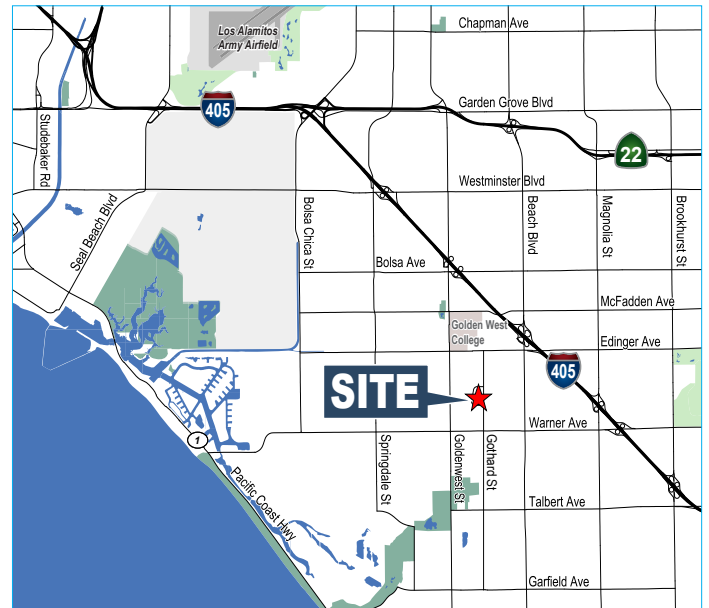 Chapman Ave
Los Alamitos
Army Airfield
405
Garden Grove Blvd
Studebaker Rd
22
Westminster Blvd
Seal Beach Blvd
Bolsa Chica St
Beach Blvd
Magnolia St
Brookhurst St
Bolsa Ave
McFadden Ave
Golden West
College
Edinger Ave
405
SITE
Warner Ave
1
Springdale St
Goldenwest St
Gothard St
Pacific Coast Hwy
Talbert Ave
Garfield Ave